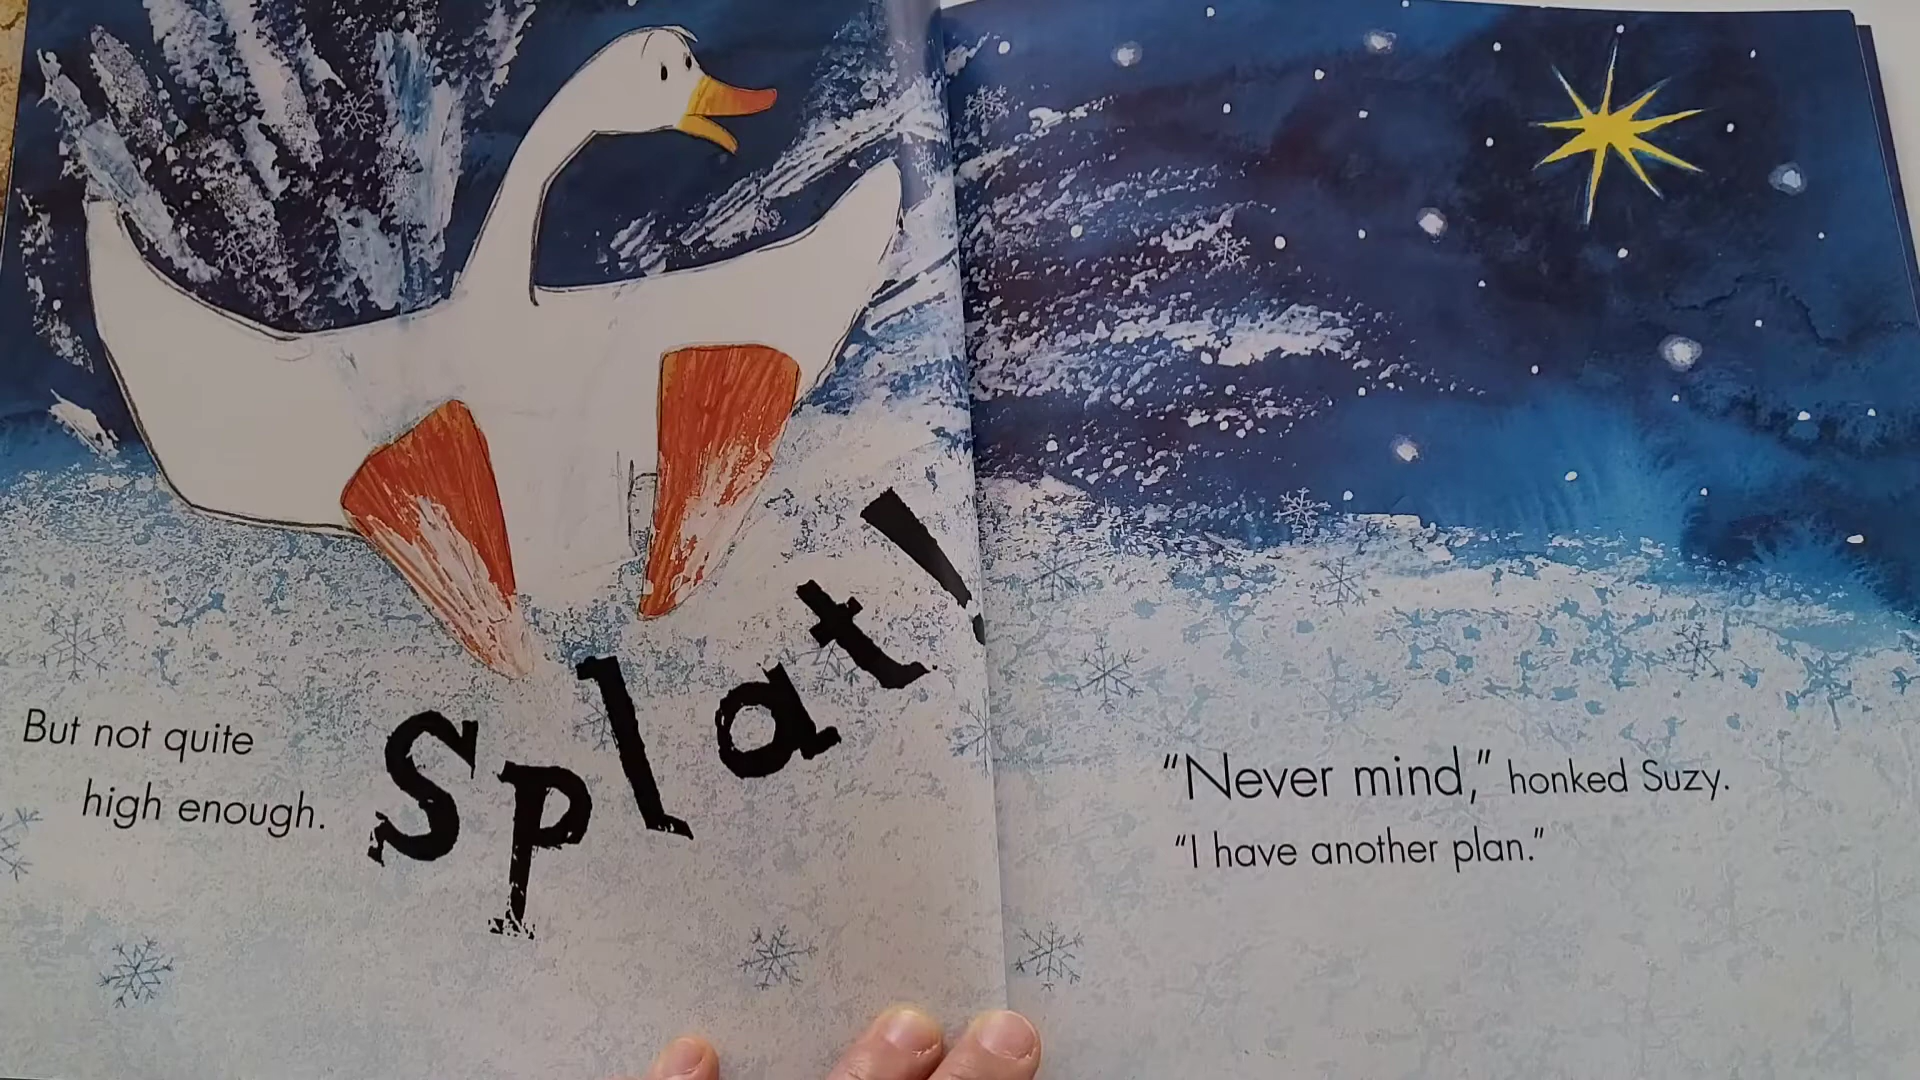 But not quite
high enough.
Splat!
“Never mind,” honked Suzy.
“I have another plan.”